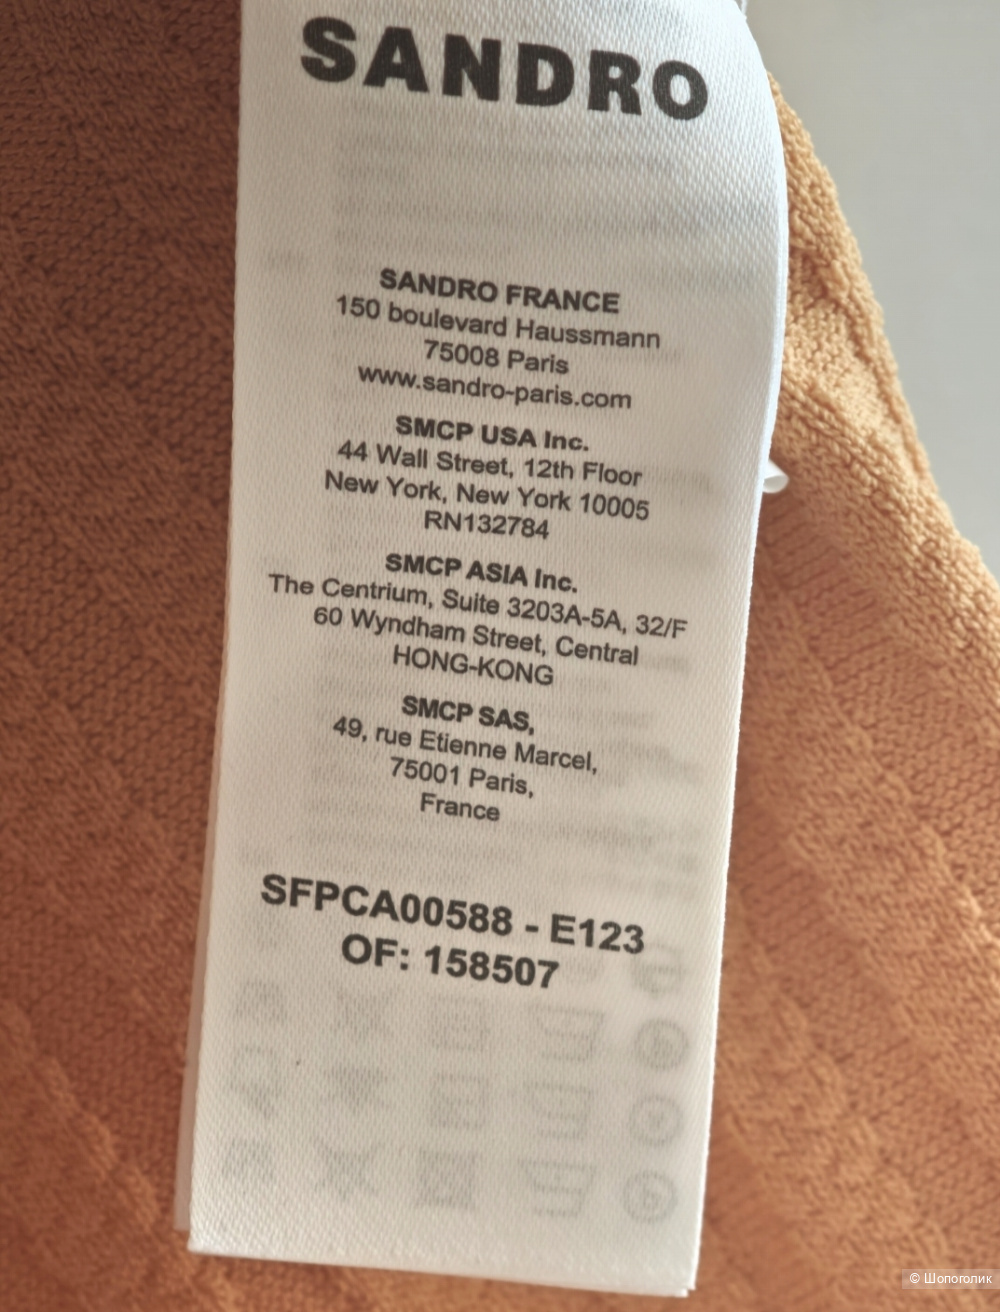 SANDRO
SANDRO FRANCE
150 boulevard Haussmann
75008 Paris
www.sandro-paris.com
SMCP USA Inc.
44 Wall Street, 12th Floor
New York, New York 10005
RN132784
SMCP ASIA Inc.
The Centrium, Suite 3203A-5A, 32/F
60 Wyndham Street, Central
HONG-KONG
SMCP SAS,
49, rue Etienne Marcel,
75001 Paris,
France
SFPCA00588 - E123
OF: 158507
© Шопоголик